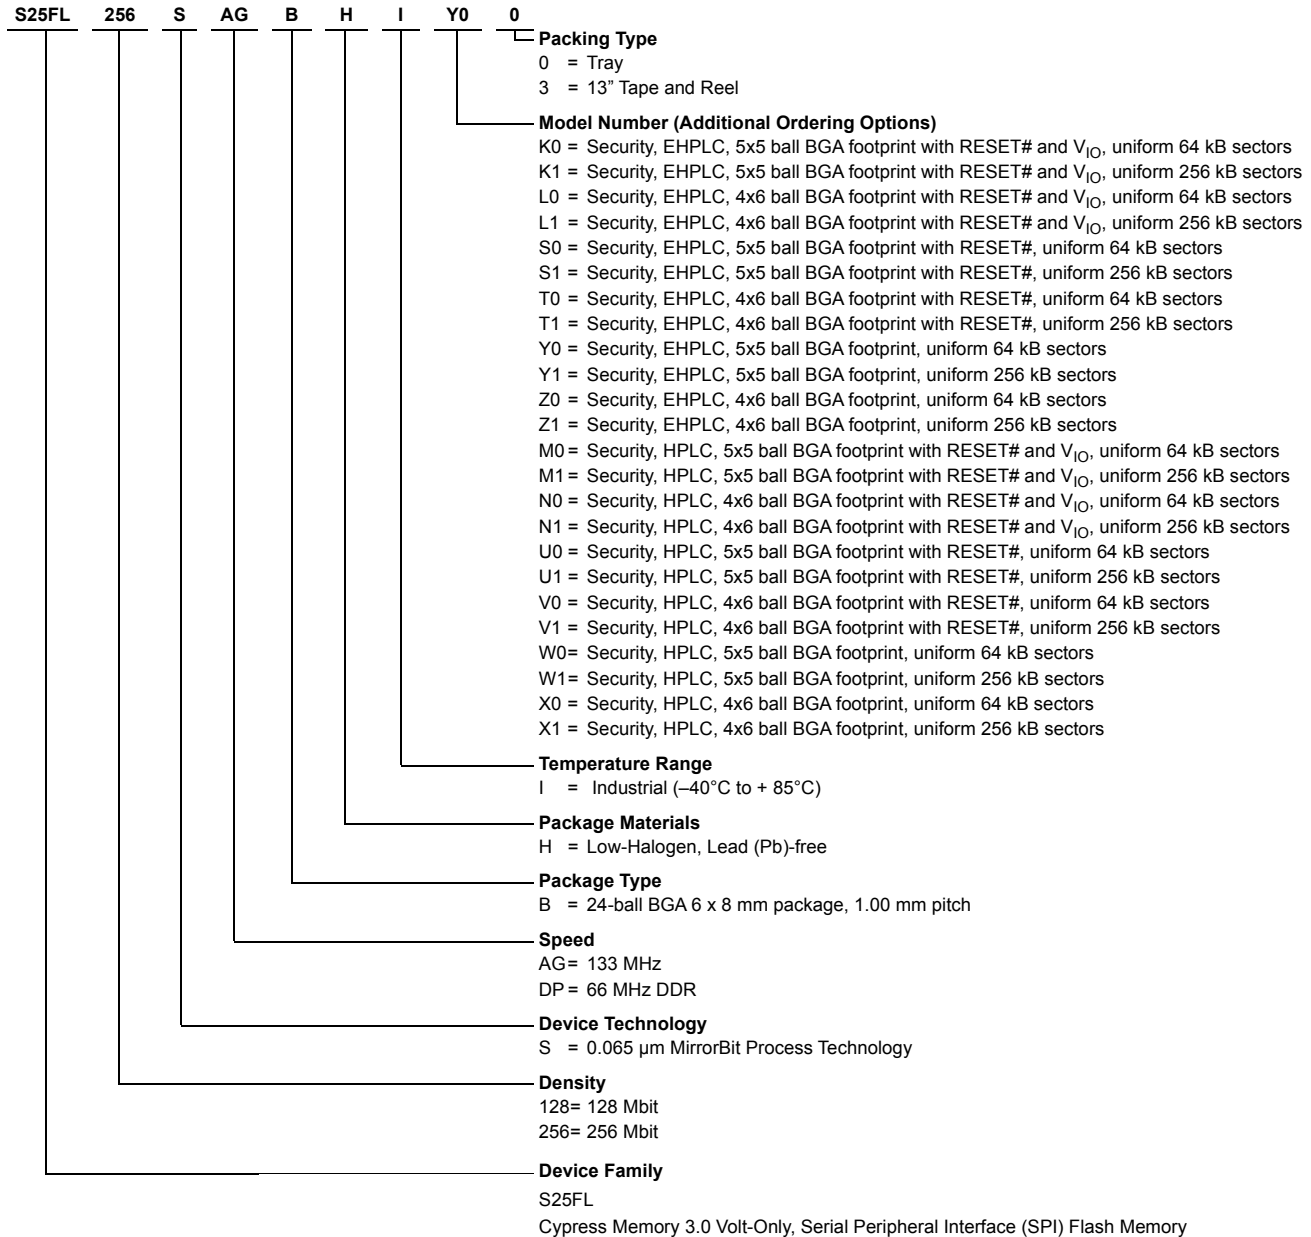 S25FL 256 S AG B H I Y0 0
Packing Type
0 = Tray
3 = 13” Tape and Reel
Model Number (Additional Ordering Options)
K0 = Security, EHPLC, 5x5 ball BGA footprint with RESET# and VIO, uniform 64 kB sectors
K1 = Security, EHPLC, 5x5 ball BGA footprint with RESET# and VIO, uniform 256 kB sectors
L0 = Security, EHPLC, 4x6 ball BGA footprint with RESET# and VIO, uniform 64 kB sectors
L1 = Security, EHPLC, 4x6 ball BGA footprint with RESET# and VIO, uniform 256 kB sectors
S0 = Security, EHPLC, 5x5 ball BGA footprint with RESET#, uniform 64 kB sectors
S1 = Security, EHPLC, 5x5 ball BGA footprint with RESET#, uniform 256 kB sectors
T0 = Security, EHPLC, 4x6 ball BGA footprint with RESET#, uniform 64 kB sectors
T1 = Security, EHPLC, 4x6 ball BGA footprint with RESET#, uniform 256 kB sectors
Y0 = Security, EHPLC, 5x5 ball BGA footprint, uniform 64 kB sectors
Y1 = Security, EHPLC, 5x5 ball BGA footprint, uniform 256 kB sectors
Z0 = Security, EHPLC, 4x6 ball BGA footprint, uniform 64 kB sectors
Z1 = Security, EHPLC, 4x6 ball BGA footprint, uniform 256 kB sectors
M0 = Security, HPLC, 5x5 ball BGA footprint with RESET# and VIO, uniform 64 kB sectors
M1 = Security, HPLC, 5x5 ball BGA footprint with RESET# and VIO, uniform 256 kB sectors
N0 = Security, HPLC, 4x6 ball BGA footprint with RESET# and VIO, uniform 64 kB sectors
N1 = Security, HPLC, 4x6 ball BGA footprint with RESET# and VIO, uniform 256 kB sectors
U0 = Security, HPLC, 5x5 ball BGA footprint with RESET#, uniform 64 kB sectors
U1 = Security, HPLC, 5x5 ball BGA footprint with RESET#, uniform 256 kB sectors
V0 = Security, HPLC, 4x6 ball BGA footprint with RESET#, uniform 64 kB sectors
V1 = Security, HPLC, 4x6 ball BGA footprint with RESET#, uniform 256 kB sectors
W0= Security, HPLC, 5x5 ball BGA footprint, uniform 64 kB sectors
W1= Security, HPLC, 5x5 ball BGA footprint, uniform 256 kB sectors
X0 = Security, HPLC, 4x6 ball BGA footprint, uniform 64 kB sectors
X1 = Security, HPLC, 4x6 ball BGA footprint, uniform 256 kB sectors
Temperature Range
I = Industrial (–40°C to + 85°C)
Package Materials
H = Low-Halogen, Lead (Pb)-free
Package Type
B = 24-ball BGA 6 x 8 mm package, 1.00 mm pitch
Speed
AG= 133 MHz
DP = 66 MHz DDR
Device Technology
S = 0.065 µm MirrorBit Process Technology
Density
128= 128 Mbit
256= 256 Mbit
Device Family
S25FL
Cypress Memory 3.0 Volt-Only, Serial Peripheral Interface (SPI) Flash Memory